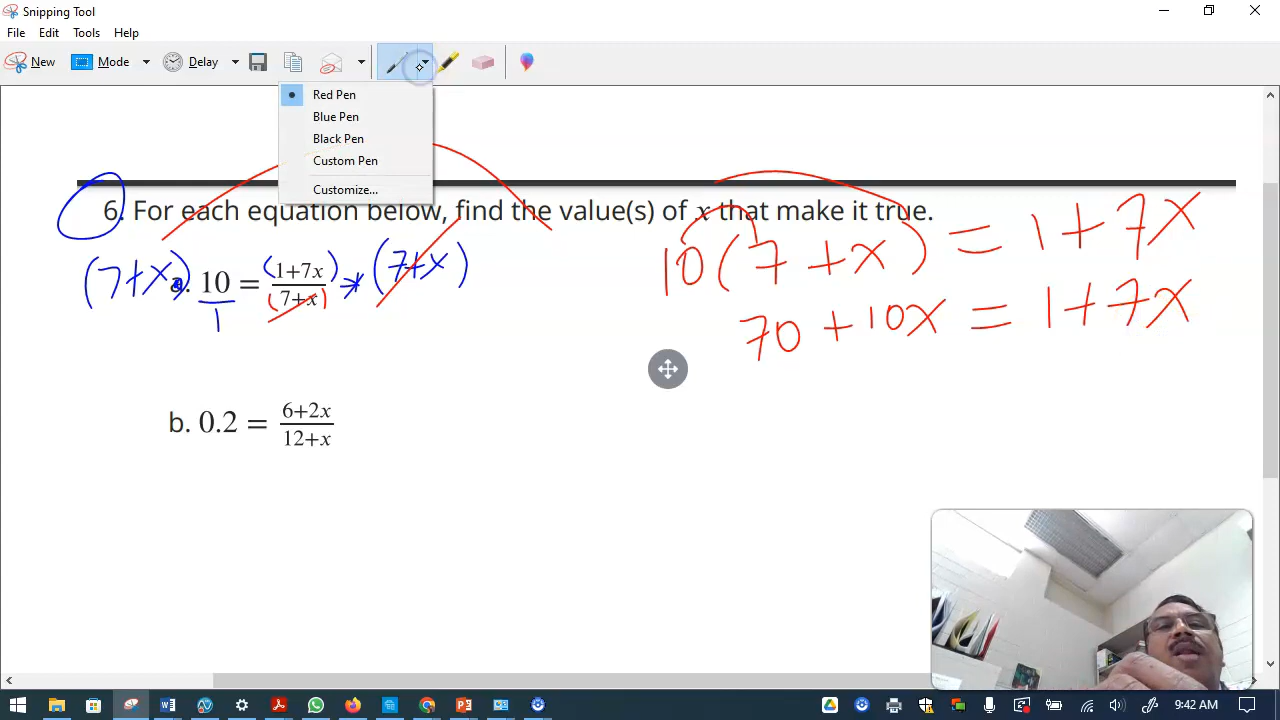 Snipping Tool
File Edit Tools Help
New Mode Delay
Red Pen
Blue Pen
Black Pen
Custom Pen
Customize...
6. For each equation below, find the value(s) of x that make it true.
(7+x) a. 10/1 = (1+7x)/(7+x) * (7+x)
10(7+x) = 1+7x
70+10x = 1+7x
b. 0.2 = 6+2x/12+x
9:42 AM